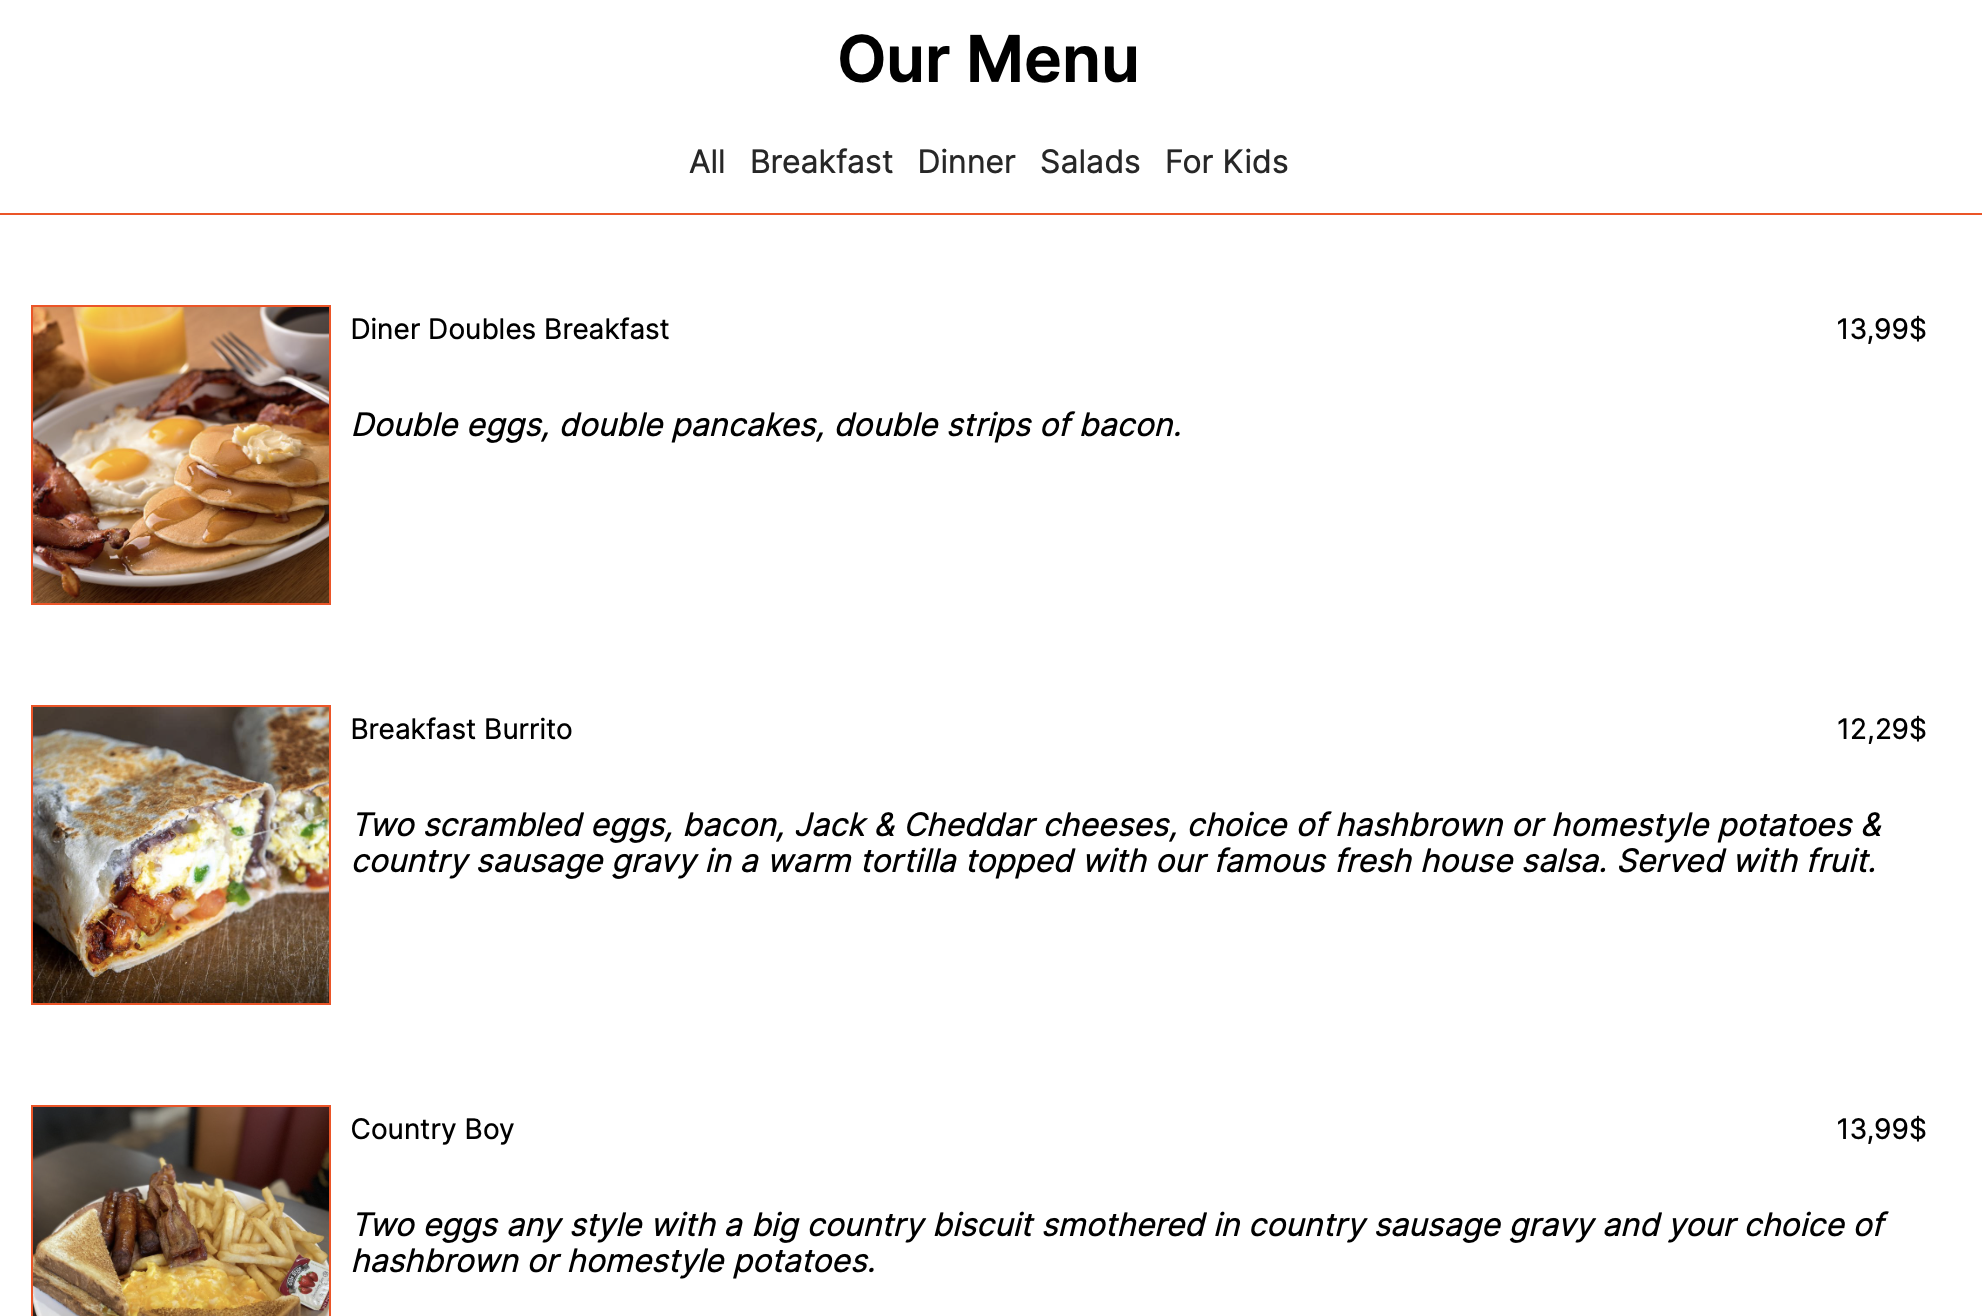 Our Menu
All Breakfast Dinner Salads For Kids
Diner Doubles Breakfast 13,99$
Double eggs, double pancakes, double strips of bacon.
Breakfast Burrito 12,29$
Two scrambled eggs, bacon, Jack & Cheddar cheeses, choice of hashbrown or homestyle potatoes &
country sausage gravy in a warm tortilla topped with our famous fresh house salsa. Served with fruit.
Country Boy 13,99$
Two eggs any style with a big country biscuit smothered in country sausage gravy and your choice of
hashbrown or homestyle potatoes.